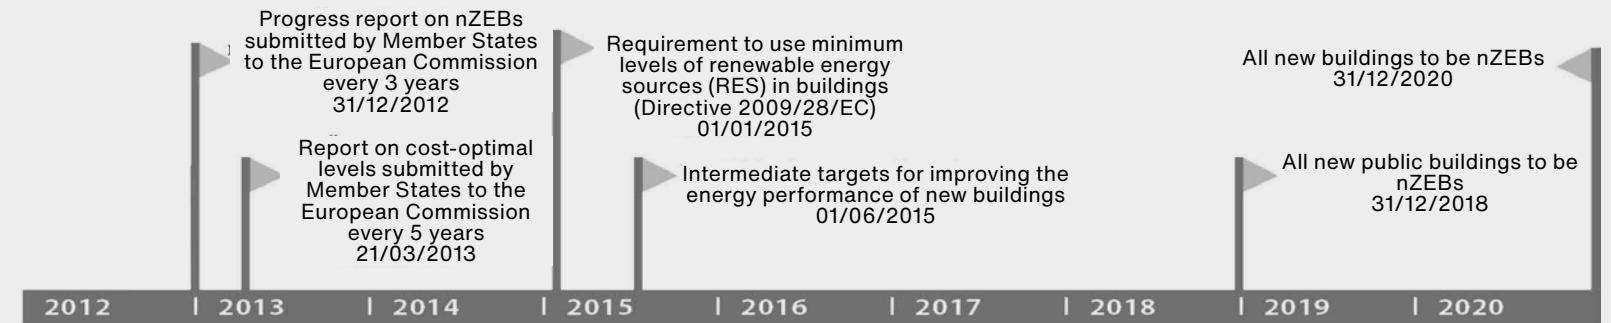 Progress report on nZEBs
submitted by Member States
to the European Commission
every 3 years
31/12/2012
Report on cost-optimal
levels submitted by
Member States to the
European Commission
every 5 years
21/03/2013
Requirement to use minimum
levels of renewable energy
sources (RES) in buildings
(Directive 2009/28/EC)
01/01/2015
Intermediate targets for improving the
energy performance of new buildings
01/06/2015
All new buildings to be nZEBs
31/12/2020
All new public buildings to be
nZEBs
31/12/2018
2012 | 2013 | 2014 | 2015 | 2016 | 2017 | 2018 | 2019 | 2020